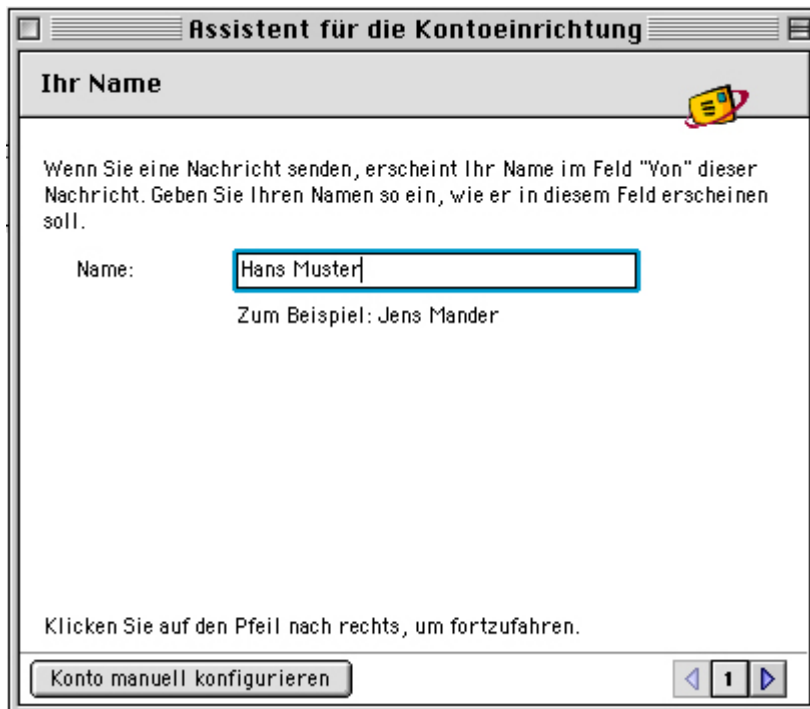 Assistent für die Kontoeinrichtung
Ihr Name
Wenn Sie eine Nachricht senden, erscheint Ihr Name im Feld "Von" dieser
Nachricht. Geben Sie Ihren Namen so ein, wie er in diesem Feld erscheinen
soll.
Name: Hans Muster
Zum Beispiel: Jens Mander
Klicken Sie auf den Pfeil nach rechts, um fortzufahren.
Konto manuell konfigurieren 1